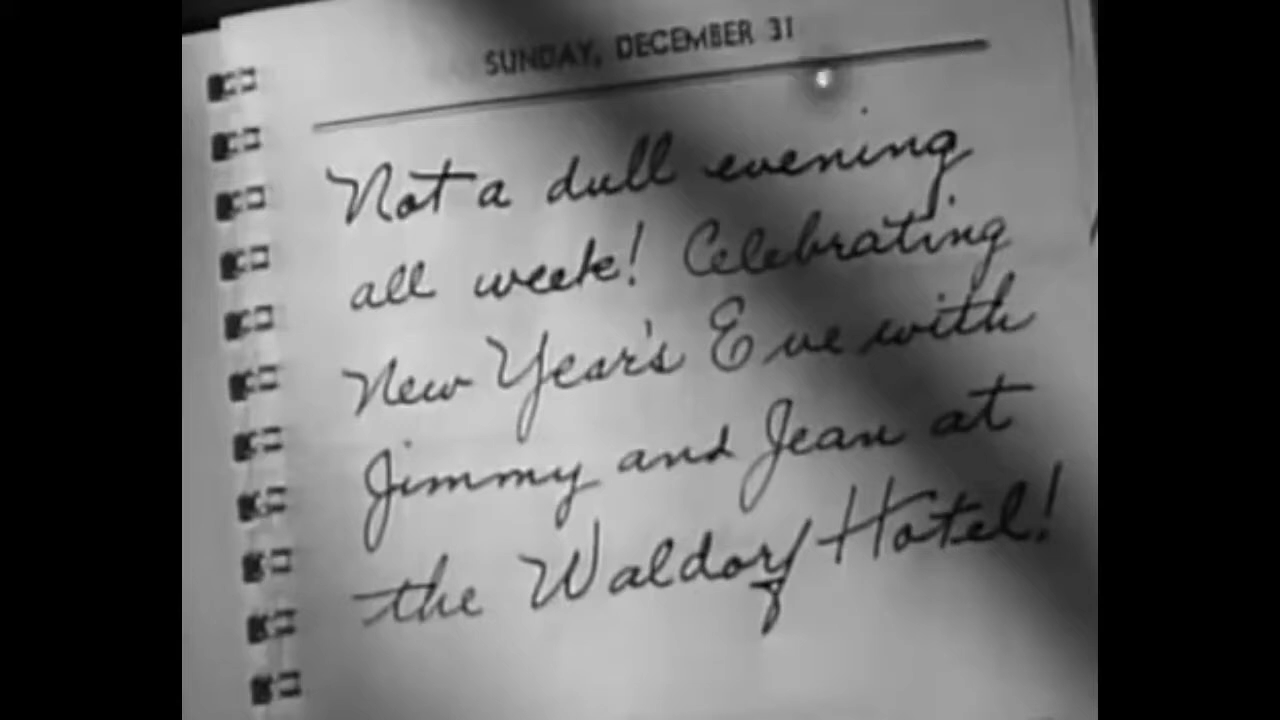 SUNDAY, DECEMBER 31
Not a dull evening
all week! Celebrating
New Year's Eve with
Jimmy and Jean at
the Waldorf Hotel!